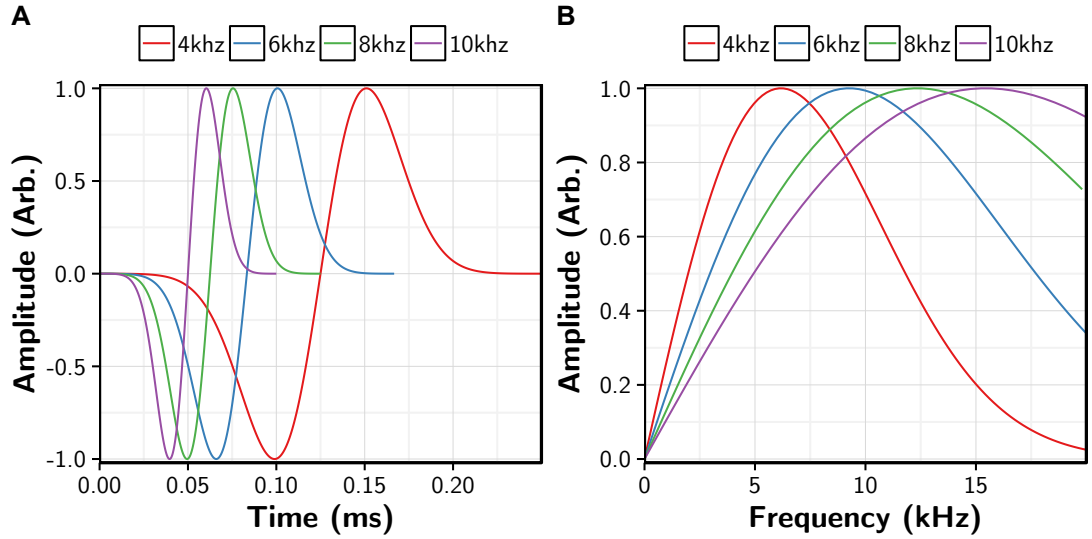 A
4khz 6khz 8khz 10khz
Amplitude (Arb.)
1.0
0.5
0.0
-0.5
-1.0
0.00 0.05 0.10 0.15 0.20
Time (ms)
B
4khz 6khz 8khz 10khz
Amplitude (Arb.)
1.0
0.8
0.6
0.4
0.2
0.0
0 5 10 15
Frequency (kHz)